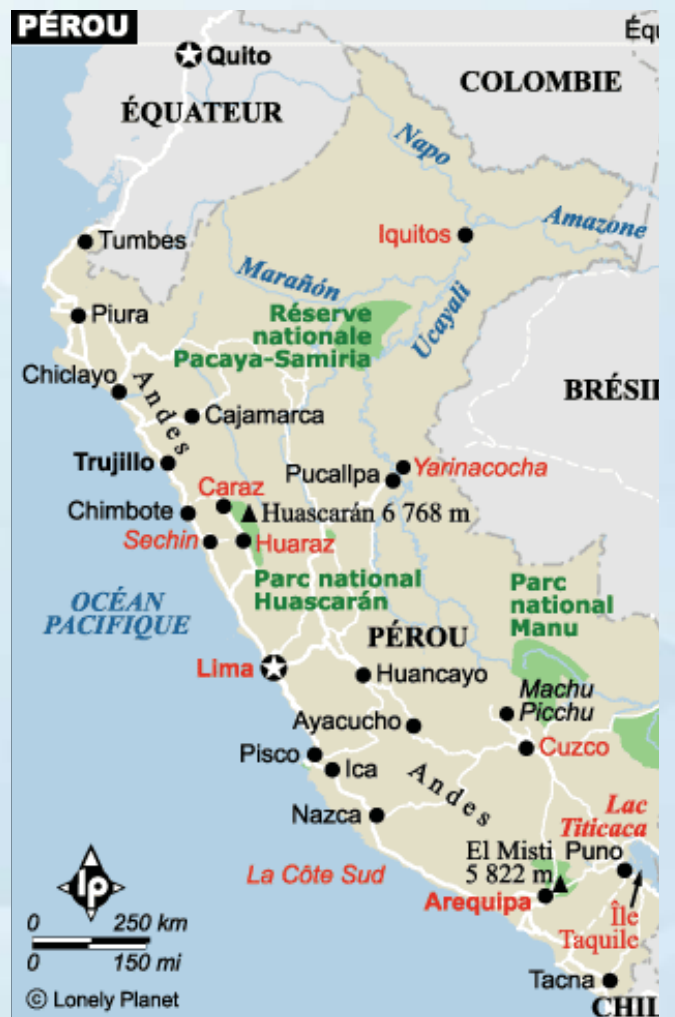 PÉROU
Équ
Quito
COLOMBIE
ÉQUATEUR
Napo
Iquitos
Amazone
Tumbes
Marañón
Ucayali
Réserve
nationale
Pacaya-Samiria
Piura
Chiclayo
Andes
BRÉSIL
Cajamarca
Trujillo
Pucallpa
Yarinacocha
Caraz
Chimbote
Huascarán 6 768 m
Sechin
Huaraz
Parc national
Huascarán
Parc
national
Manu
OCÉAN
PACIFIQUE
PÉROU
Lima
Huancayo
Machu
Picchu
Ayacucho
Cuzco
Pisco
Ica
Andes
Nazca
Lac
Titicaca
El Misti
5 822 m
Puno
La Côte Sud
Arequipa
Île
Taquile
lp
0 250 km
0 150 mi
Tacna
© Lonely Planet
CHIL